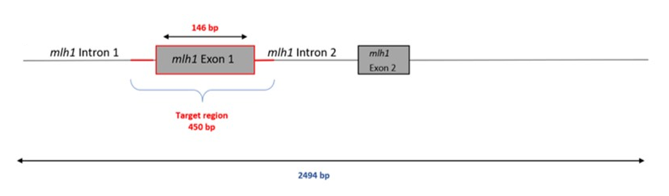 146 bp
mlh1 Intron 1
mlh1 Exon 1
mlh1 Intron 2
mlh1
Exon 2
Target region
450 bp
2494 bp